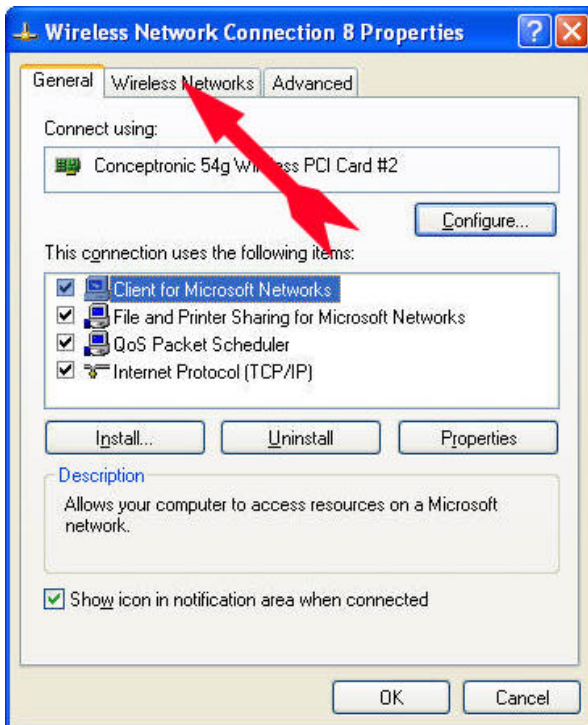 Wireless Network Connection 8 Properties
General Wireless Networks Advanced
Connect using:
Conceptronic 54g Wireless PCI Card #2
Configure...
This connection uses the following items:
Client for Microsoft Networks
File and Printer Sharing for Microsoft Networks
QoS Packet Scheduler
Internet Protocol (TCP/IP)
Install... Uninstall Properties
Description
Allows your computer to access resources on a Microsoft
network.
Show icon in notification area when connected
OK Cancel